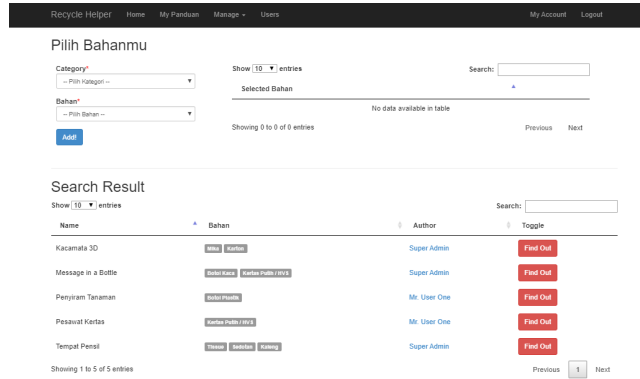 Recycle Helper Home My Panduan Manage Users My Account Logout
Pilih Bahanmu
Category*
-- Pilih Kategori --
Bahan*
-- Pilih Bahan --
Add!
Show 10 entries Search:
Selected Bahan
No data available in table
Showing 0 to 0 of 0 entries Previous Next
Search Result
Show 10 entries Search:
Name Bahan Author Toggle
Kacamata 3D Mika Karton Super Admin Find Out
Message in a Bottle Botol Kaca Kertas Putih / HVS Super Admin Find Out
Penyiram Tanaman Botol Plastik Mr. User One Find Out
Pesawat Kertas Kertas Putih / HVS Mr. User One Find Out
Tempat Pensil Tissue Sedotan Kaleng Super Admin Find Out
Showing 1 to 5 of 5 entries Previous 1 Next